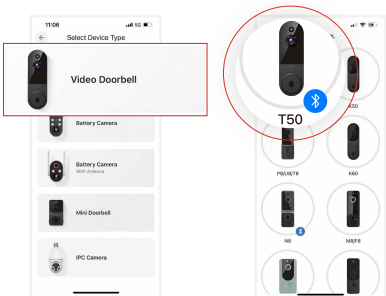 11:06
5G
Select Device Type
Video Doorbell
Battery Camera
Battery Camera
With Antenna
Mini Doorbell
IPC Camera
T50
K50
P8/U8/T8
K60
N8
M8/F8